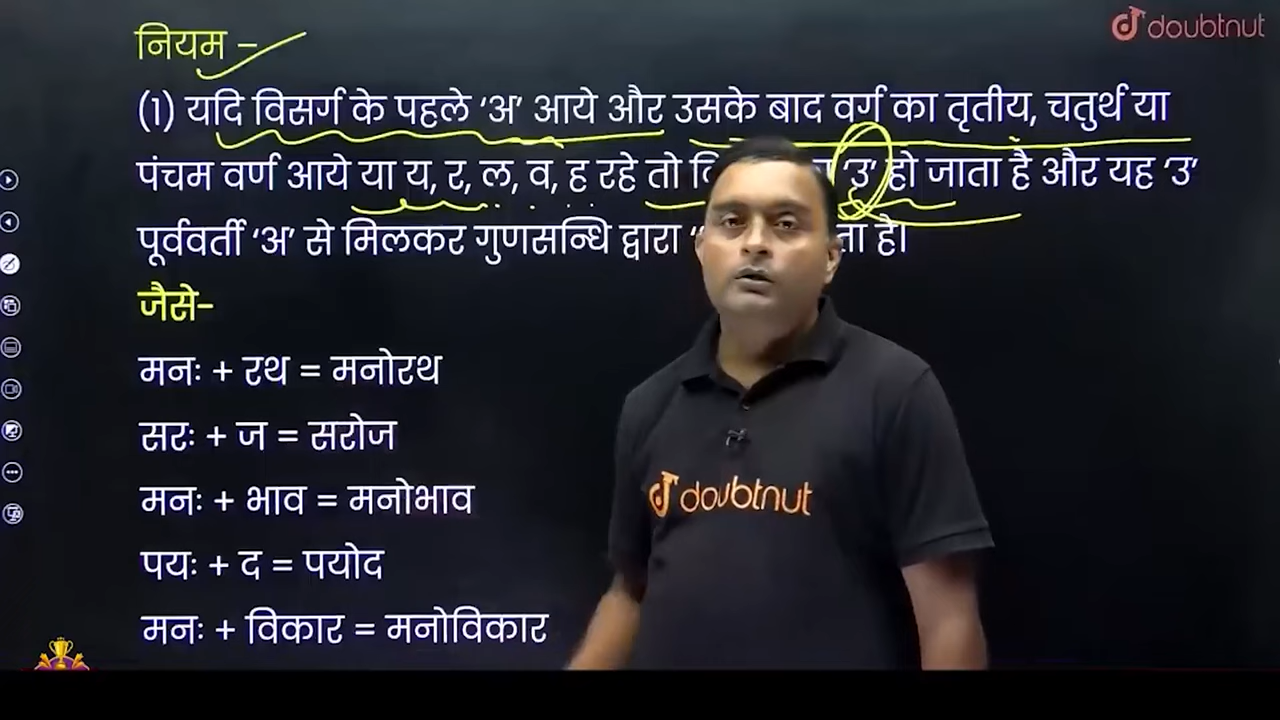 doubtnut
नियम –
(1) यदि विसर्ग के पहले ‘अ’ आये और उसके बाद वर्ग का तृतीय, चतुर्थ या
पंचम वर्ण आये या य, र, ल, व, ह रहे तो ‘उ’ हो जाता है और यह ‘उ’
पूर्ववर्ती ‘अ’ से मिलकर गुणसन्धि द्वारा है।
जैसे-
मनः + रथ = मनोरथ
सरः + ज = सरोज
मनः + भाव = मनोभाव
पयः + द = पयोद
मनः + विकार = मनोविकार
doubtnut